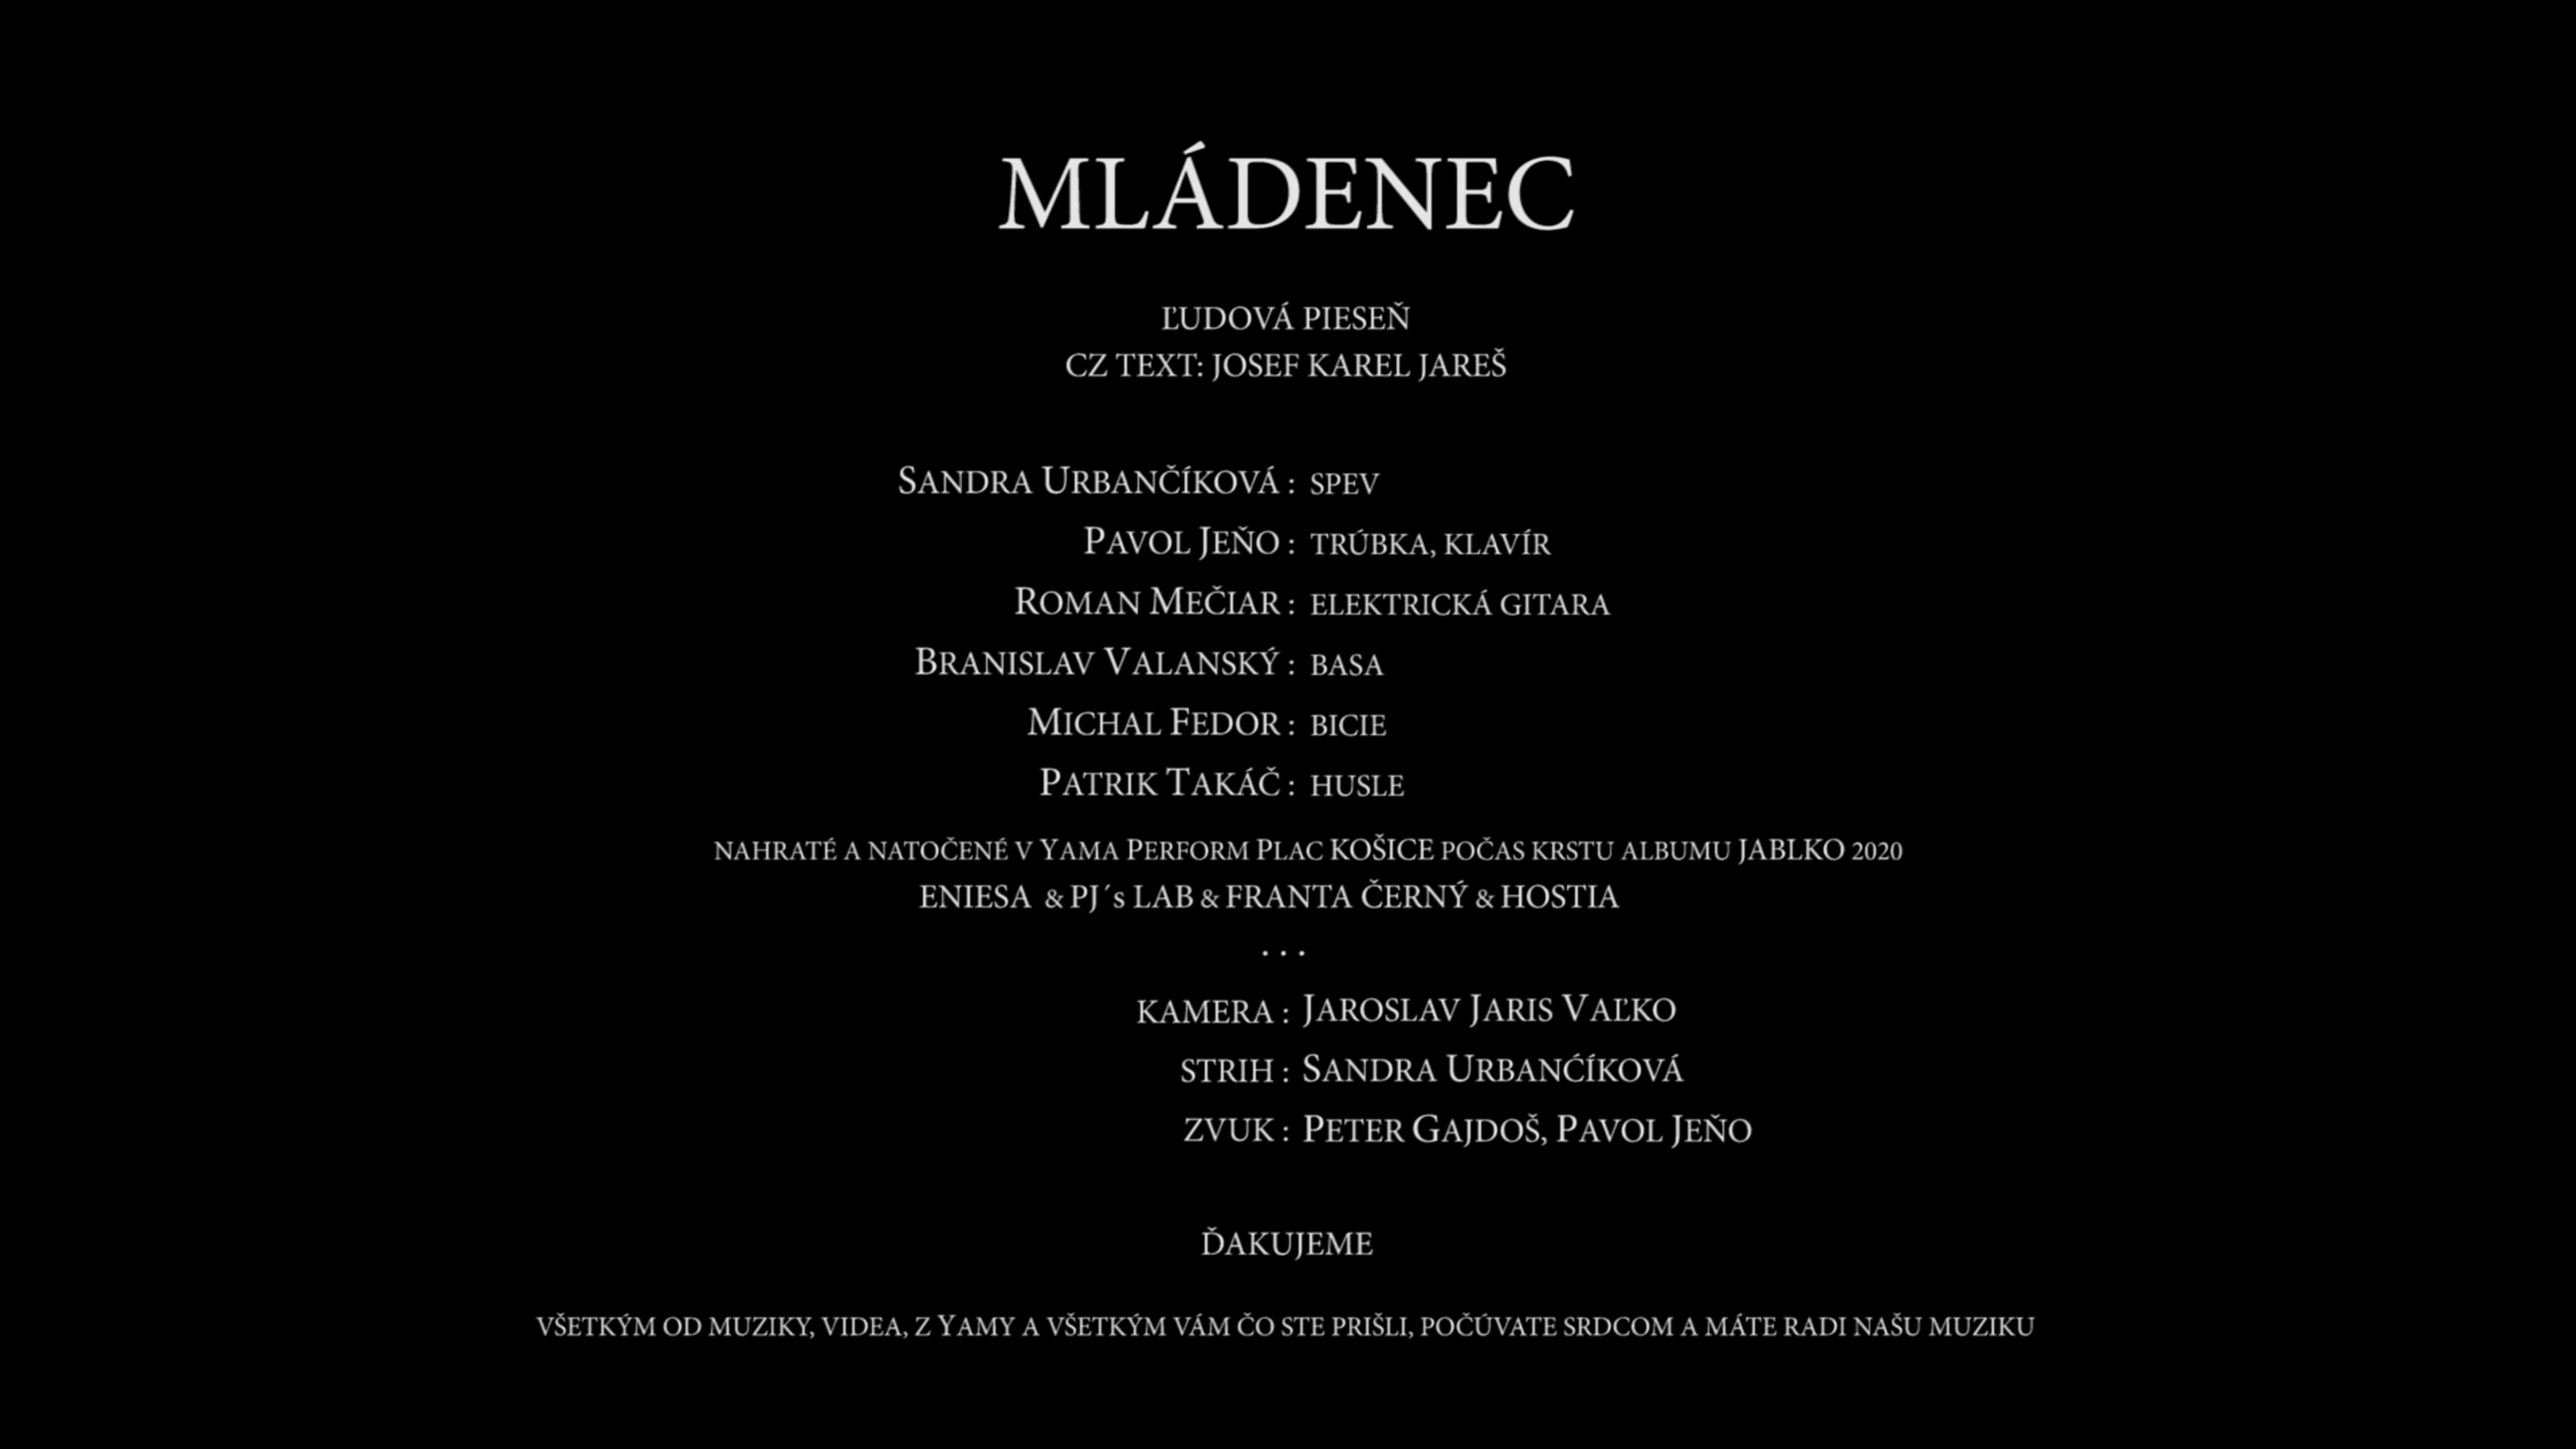 MLÁDENEC
ĽUDOVÁ PIESEŇ
CZ TEXT: JOSEF KAREL JAREŠ
SANDRA URBANČÍKOVÁ : SPEV
PAVOL JEŇO : TRÚBKA, KLAVÍR
ROMAN MEČIAR : ELEKTRICKÁ GITARA
BRANISLAV VALANSKÝ : BASA
MICHAL FEDOR : BICIE
PATRIK TAKÁČ : HUSLE
NAHRATÉ A NATOČENÉ V YAMA PERFORM PLAC KOŠICE POČAS KRSTU ALBUMU JABLKO 2020
ENIESA & PJ´s LAB & FRANTA ČERNÝ & HOSTIA
. . .
KAMERA : JAROSLAV JARIS VAĽKO
STRIH : SANDRA URBANĆÍKOVÁ
ZVUK : PETER GAJDOŠ, PAVOL JEŇO
ĎAKUJEME
VŠETKÝM OD MUZIKY, VIDEA, Z YAMY A VŠETKÝM VÁM ČO STE PRIŠLI, POČÚVATE SRDCOM A MÁTE RADI NAŠU MUZIKU